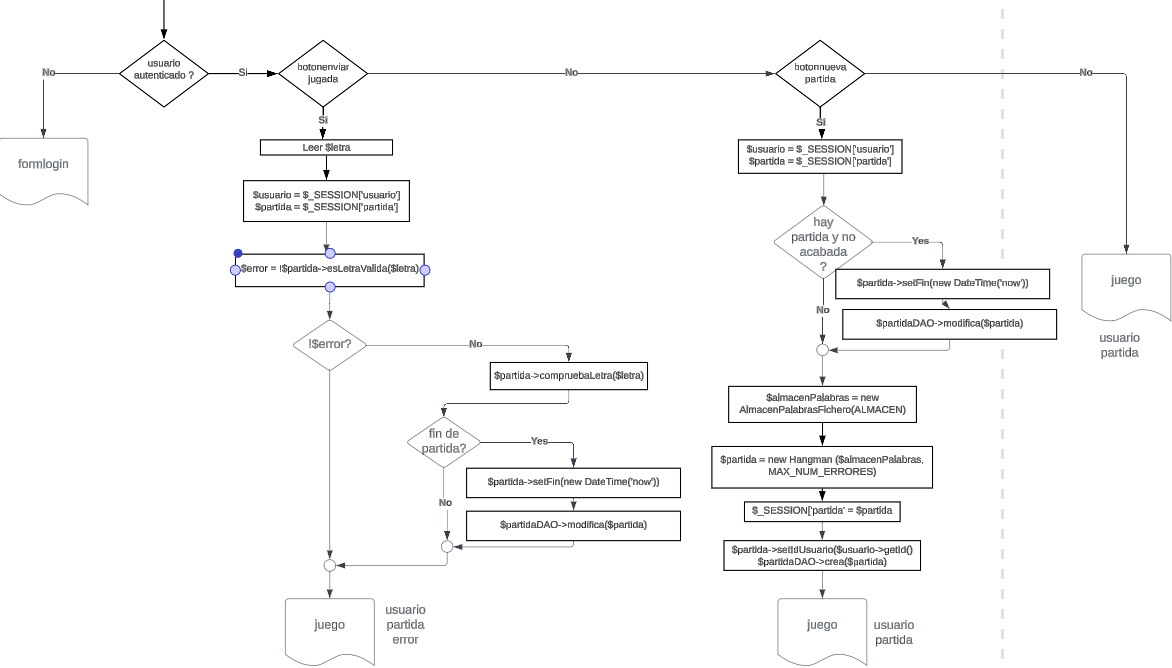 usuario
autenticado ?
No
Si
botonenviar
jugada
No
botonnueva
partida
No
formlogin
Si
Leer $letra
$usuario = $_SESSION['usuario']
$partida = $_SESSION['partida']
$error = !$partida->esLetraValida($letra)
!$error?
No
$partida->compruebaLetra($letra)
fin de
partida?
Yes
$partida->setFin(new DateTime('now'))
No
$partidaDAO->modifica($partida)
juego
usuario
partida
error
Si
$usuario = $_SESSION['usuario']
$partida = $_SESSION['partida']
hay
partida y no
acabada
?
Yes
$partida->setFin(new DateTime('now'))
No
$partidaDAO->modifica($partida)
$almacenPalabras = new
AlmacenPalabrasFichero(ALMACEN)
$partida = new Hangman ($almacenPalabras,
MAX_NUM_ERRORES)
$_SESSION['partida' = $partida
$partida->setIdUsuario($usuario->getId()
$partidaDAO->crea($partida)
juego
usuario
partida
juego
usuario
partida